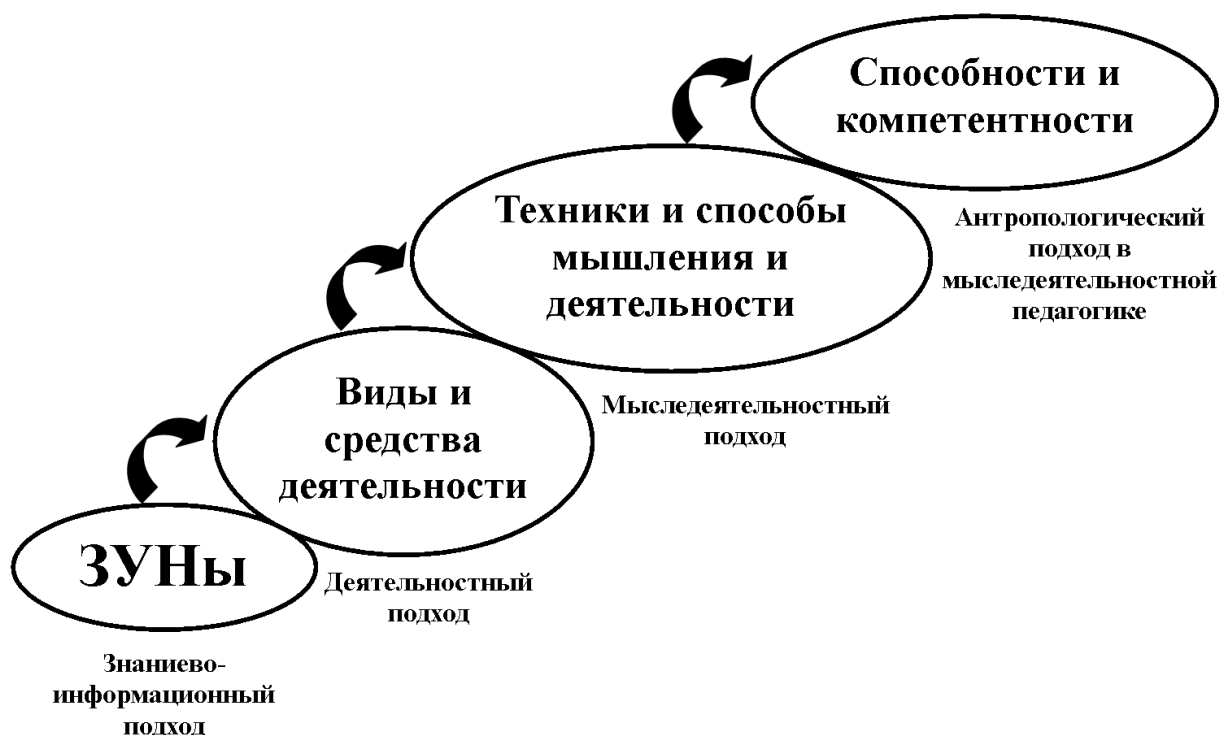 Способности и
компетентности
Антропологический
подход в
мыследеятельностной
педагогике
Техники и способы
мышления и
деятельности
Мыследеятельностный
подход
Виды и
средства
деятельности
Деятельностный
подход
ЗУНы
Знаниево-
информационный
подход